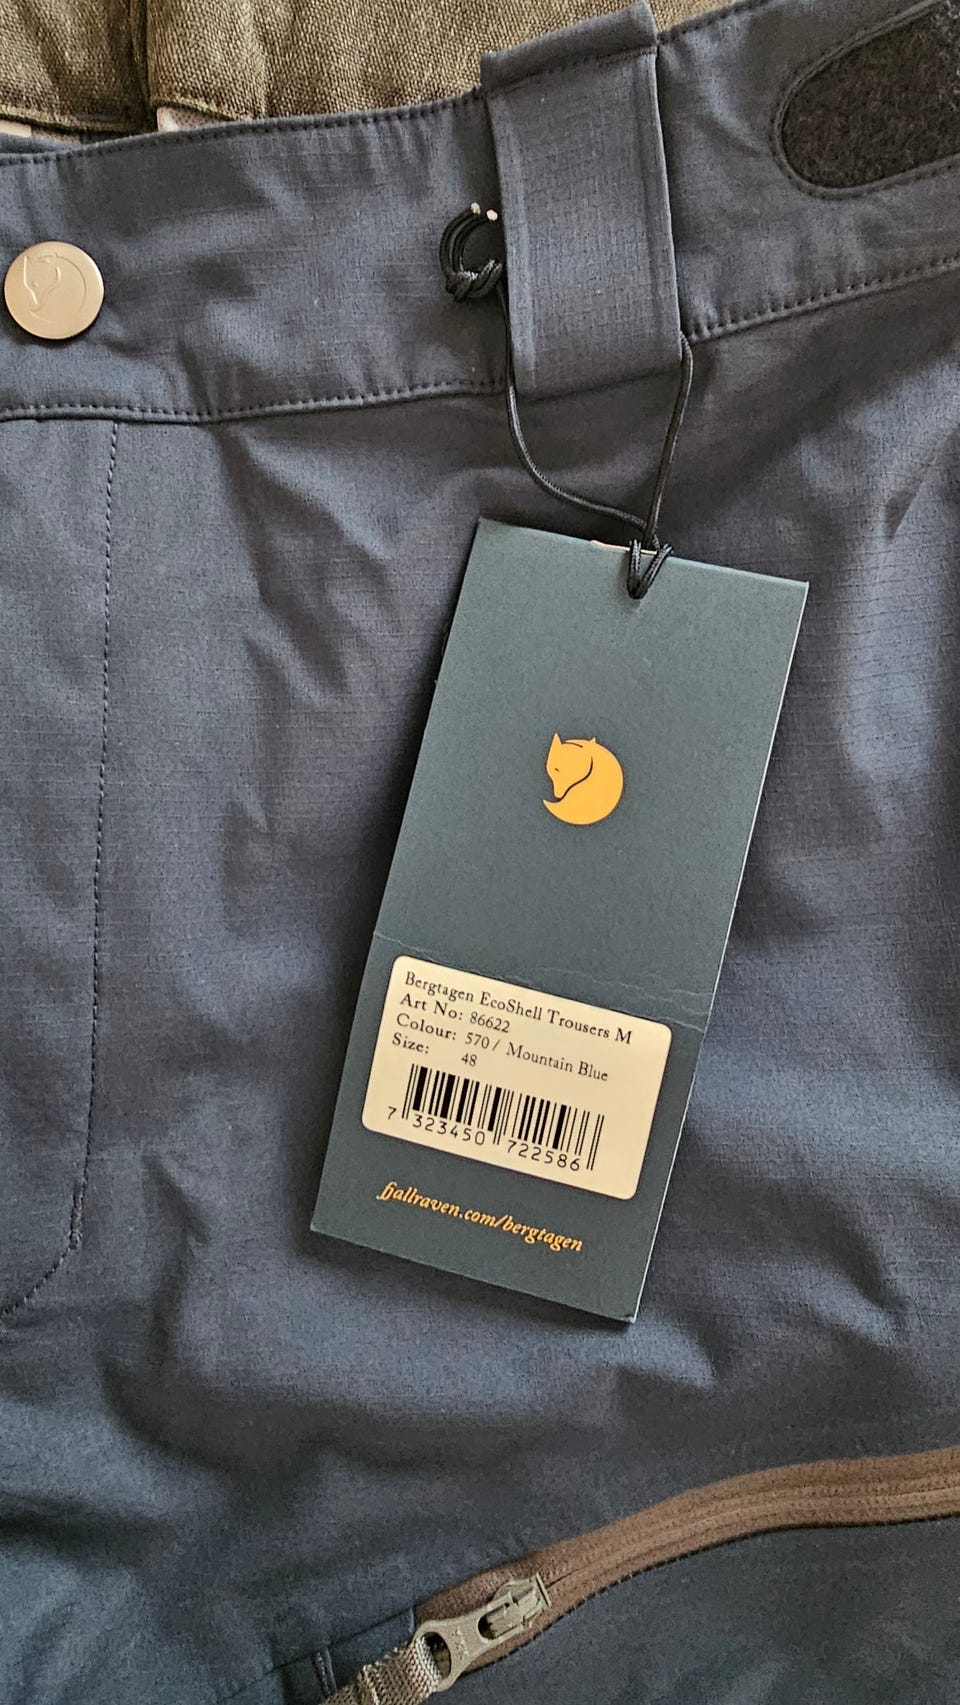 Bergtagen EcoShell Trousers M
Art No: 86622
Colour: 570 / Mountain Blue
Size: 48
7 323450 722586
fjallraven.com/bergtagen